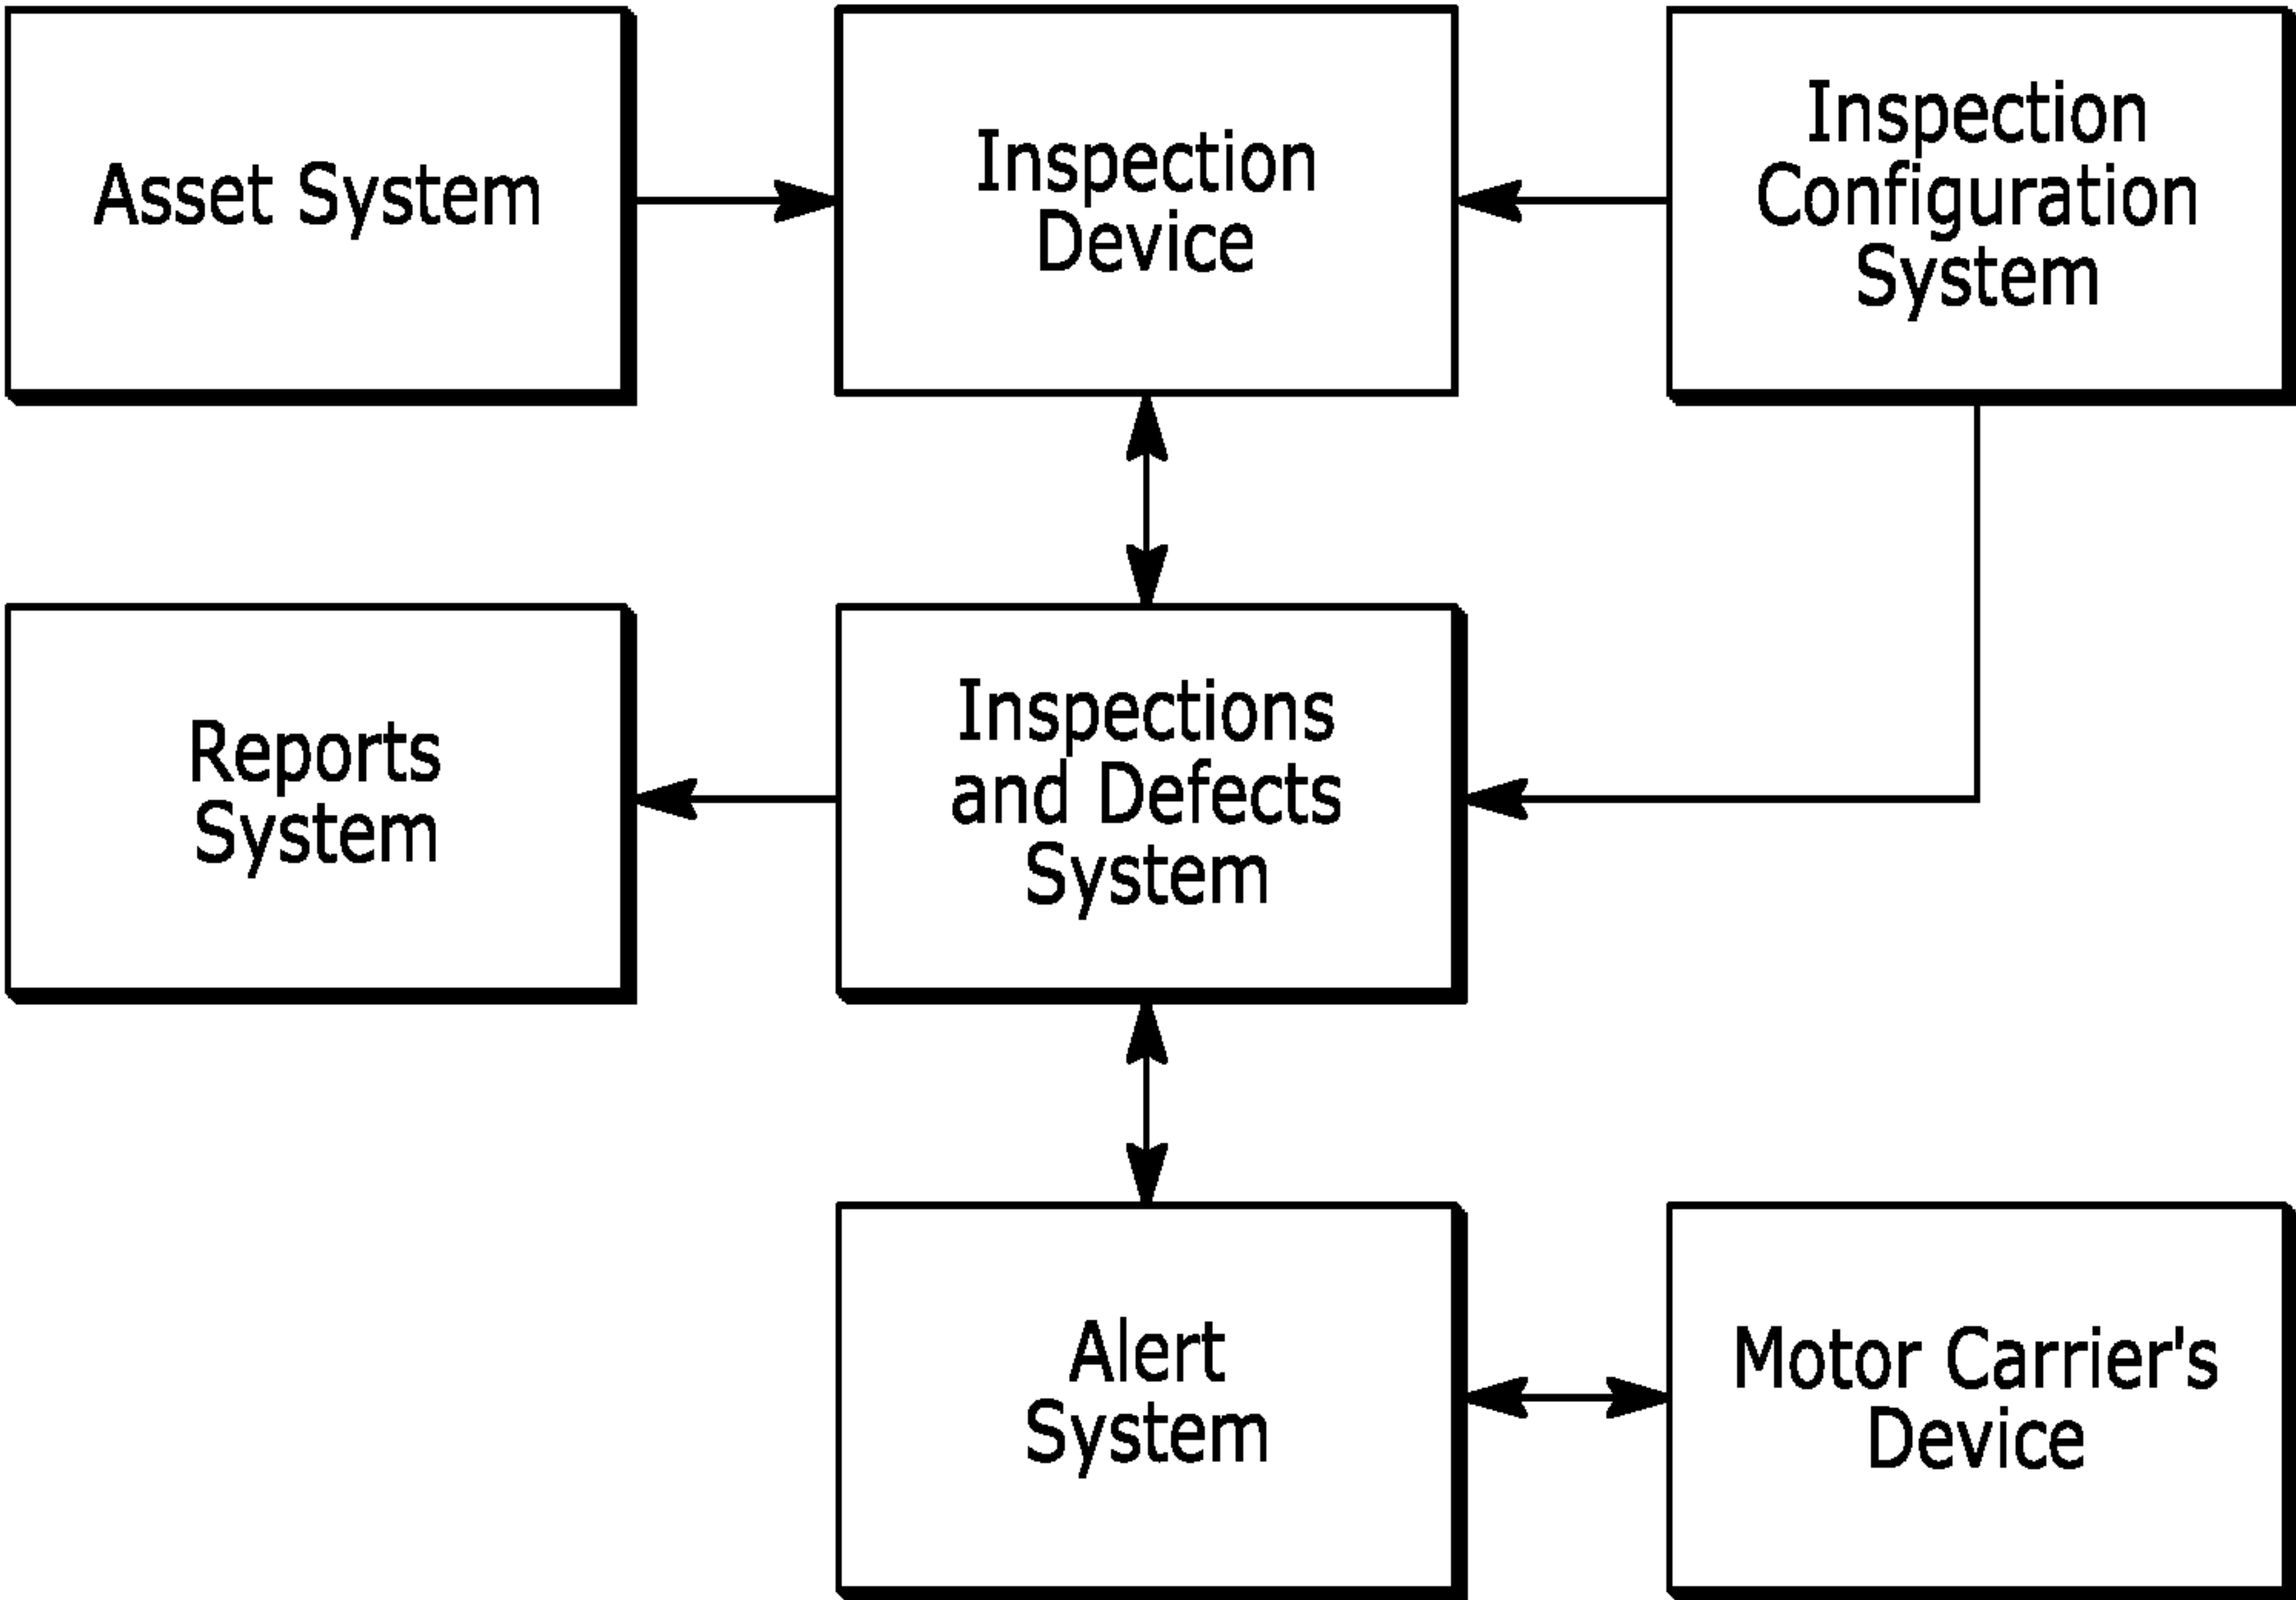 Asset System
Inspection
Device
Inspection
Configuration
System
Reports
System
Inspections
and Defects
System
Alert
System
Motor Carrier's
Device